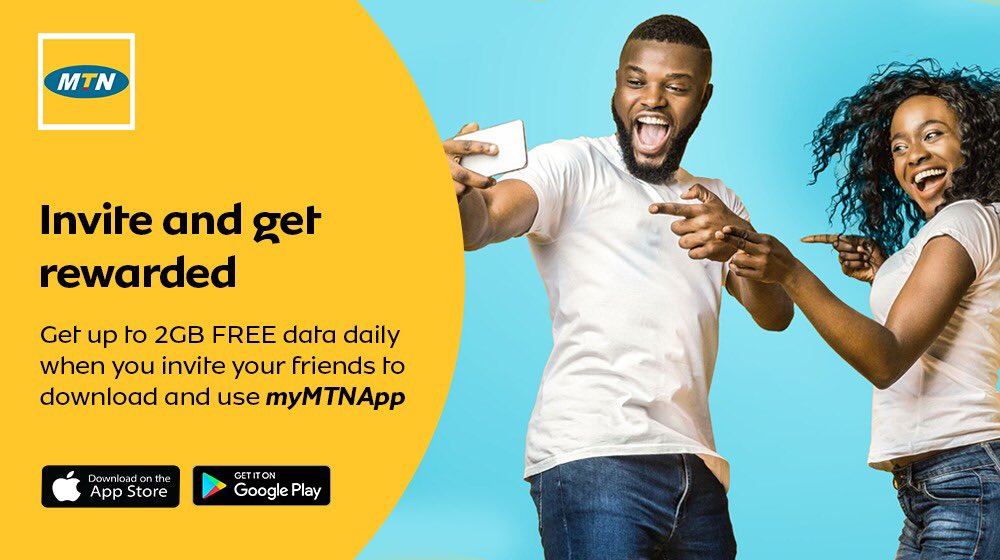 MTN
Invite and get
rewarded
Get up to 2GB FREE data daily
when you invite your friends to
download and use myMTNApp
Download on the
App Store
GET IT ON
Google Play